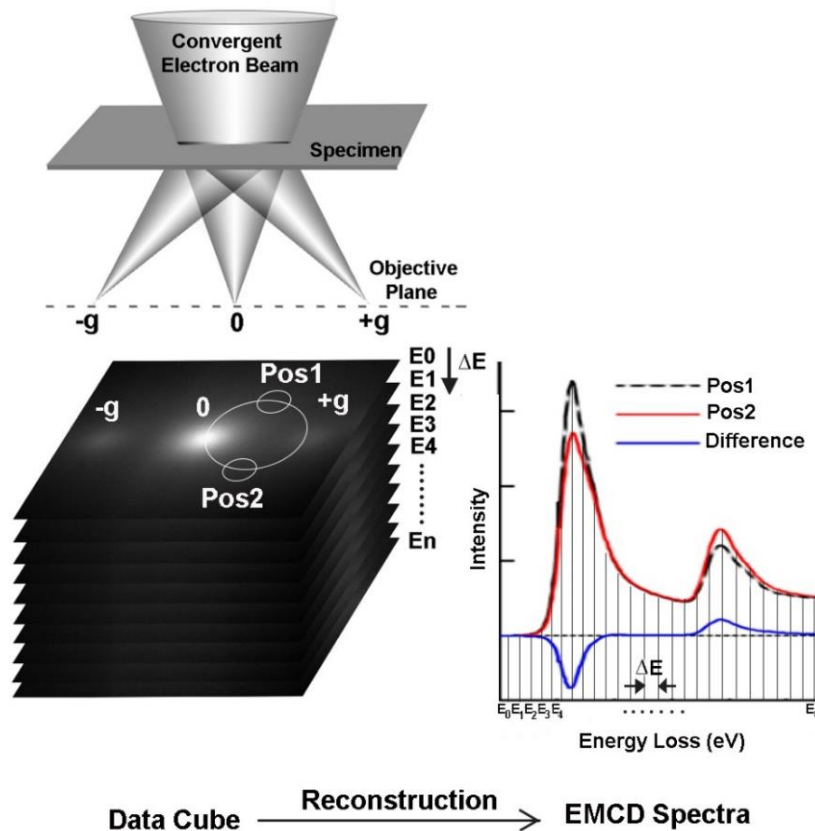 Convergent
Electron Beam
Specimen
Objective
Plane
-g
0
+g
E0
E1
E2
E3
E4
En
ΔE
Pos1
-g
0
+g
Pos2
Pos1
Pos2
Difference
Intensity
ΔE
E₀E₁E₂E₃E₄
Energy Loss (eV)
Data Cube
Reconstruction
EMCD Spectra